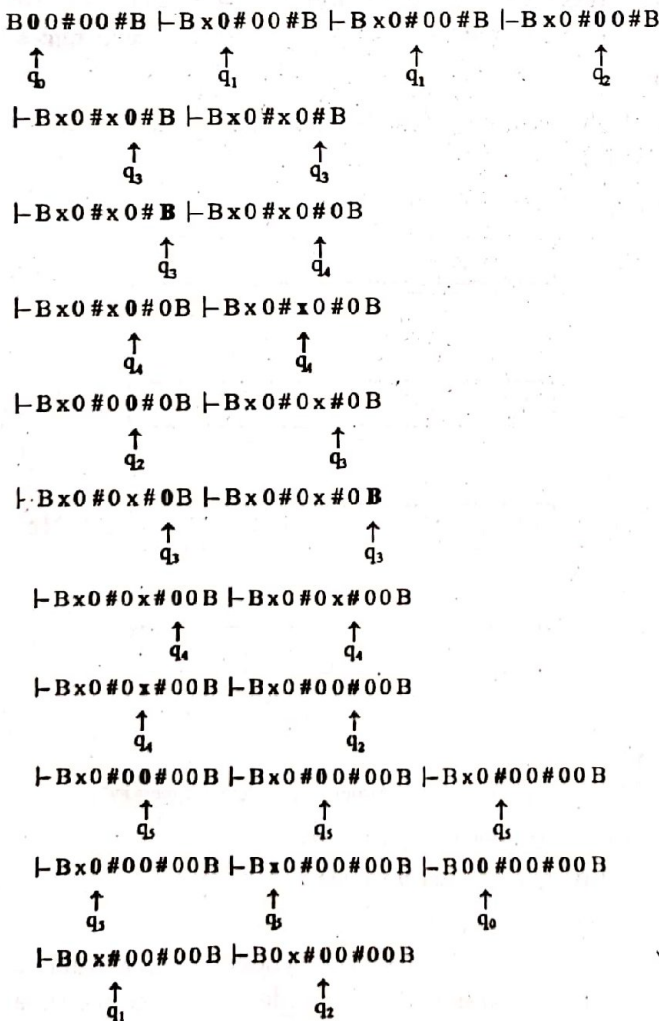 B00#00#B ⊢Bx0#00#B ⊢Bx0#00#B ⊢Bx0#00#B
↑ ↑ ↑ ↑
q₀ q₁ q₁ q₂
⊢Bx0#x0#B ⊢Bx0#x0#B
↑ ↑
q₃ q₃
⊢Bx0#x0#B ⊢Bx0#x0#0B
↑ ↑
q₃ q₄
⊢Bx0#x0#0B ⊢Bx0#x0#0B
↑ ↑
q₄ q₄
⊢Bx0#00#0B ⊢Bx0#0x#0B
↑ ↑
q₂ q₃
⊢Bx0#0x#0B ⊢Bx0#0x#0B
↑ ↑
q₃ q₃
⊢Bx0#0x#00B ⊢Bx0#0x#00B
↑ ↑
q₄ q₄
⊢Bx0#0x#00B ⊢Bx0#00#00B
↑ ↑
q₄ q₂
⊢Bx0#00#00B ⊢Bx0#00#00B ⊢Bx0#00#00B
↑ ↑ ↑
q₅ q₅ q₅
⊢Bx0#00#00B ⊢Bx0#00#00B ⊢B00#00#00B
↑ ↑ ↑
q₅ q₅ q₀
⊢B0x#00#00B ⊢B0x#00#00B
↑ ↑
q₁ q₂